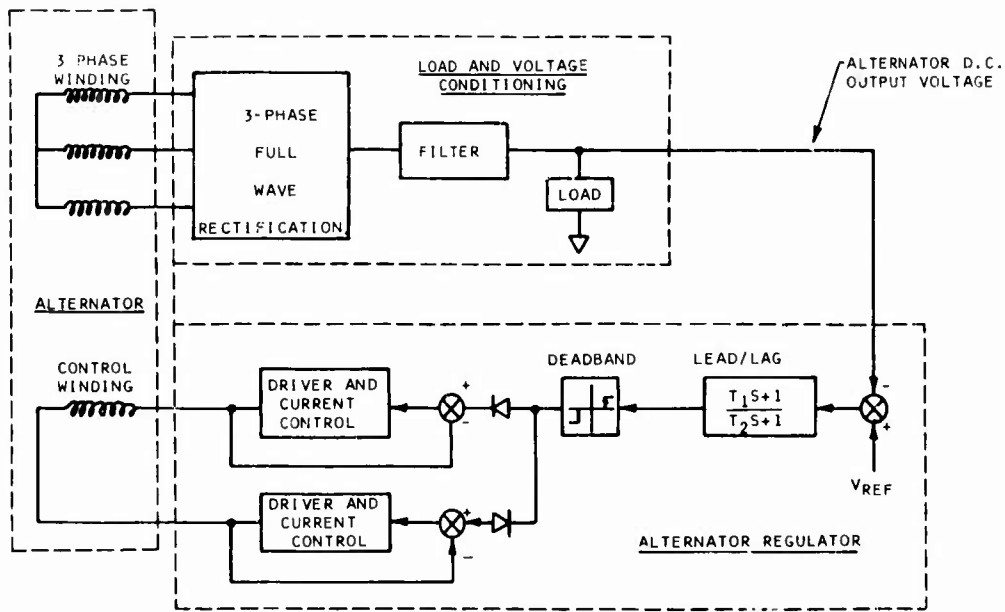 3 PHASE
WINDING
LOAD AND VOLTAGE
CONDITIONING
ALTERNATOR D.C.
OUTPUT VOLTAGE
3-PHASE
FULL
WAVE
RECTIFICATION
FILTER
LOAD
ALTERNATOR
CONTROL
WINDING
DRIVER AND
CURRENT
CONTROL
+
-
DEADBAND
LEAD/LAG
T1S+1
T2S+1
-
+
VREF
DRIVER AND
CURRENT
CONTROL
+
-
ALTERNATOR REGULATOR